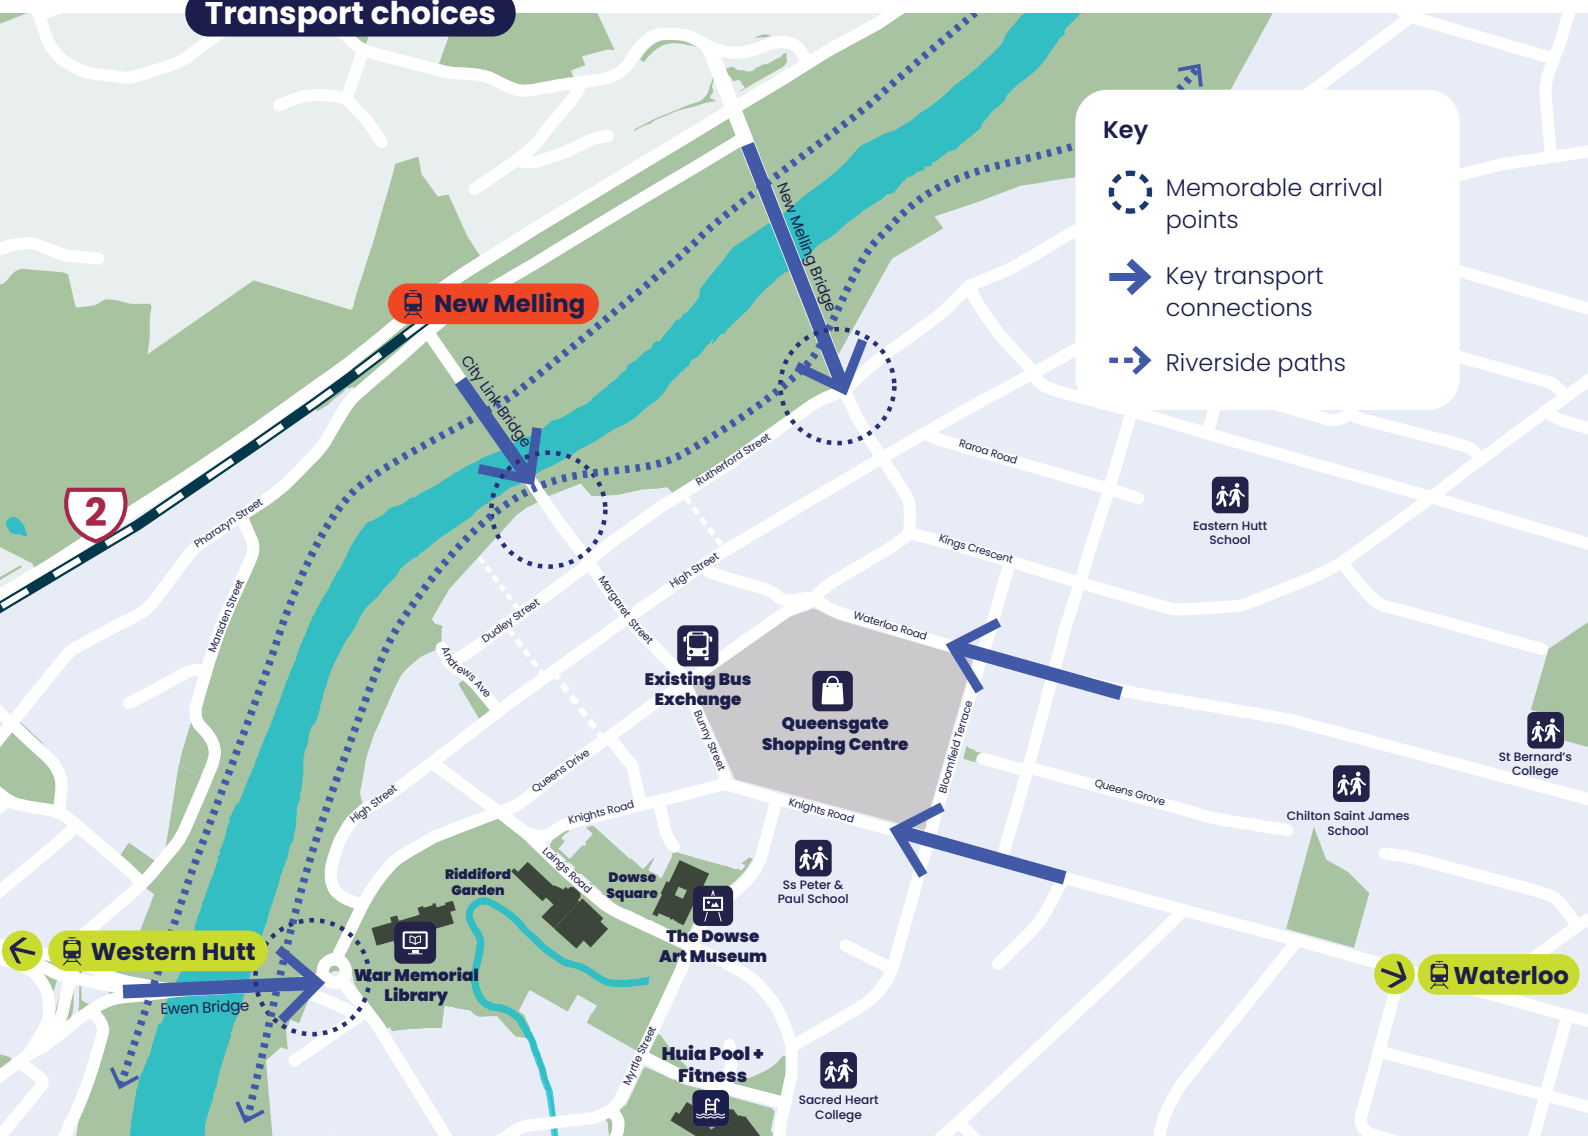 Transport choices
Key
Memorable arrival
points
Key transport
connections
Riverside paths
New Melling Bridge
New Melling
City Link Bridge
2
Pharazyn Street
Rutherford Street
Raroa Road
Eastern Hutt
School
Kings Crescent
High Street
Marsden Street
Dudley Street
Margaret Street
Waterloo Road
Andrews Ave
Existing Bus
Exchange
Queensgate
Shopping Centre
Bunny Street
Bloomfield Terrace
St Bernard's
College
Queens Drive
Queens Grove
Chilton Saint James
School
High Street
Knights Road
Knights Road
Laings Road
Riddiford
Garden
Dowse
Square
Ss Peter &
Paul School
The Dowse
Art Museum
Western Hutt
War Memorial
Library
Waterloo
Ewen Bridge
Myrtle Street
Huia Pool +
Fitness
Sacred Heart
College